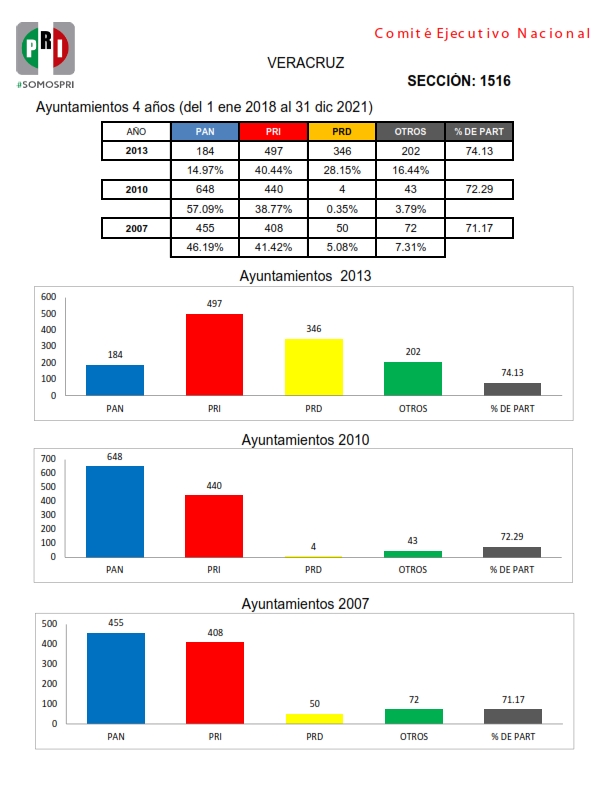 Comité Ejecutivo Nacional
PRI
#SOMOSPRI
VERACRUZ
SECCIÓN: 1516
Ayuntamientos 4 años (del 1 ene 2018 al 31 dic 2021)
AÑO PAN PRI PRD OTROS % DE PART
2013 184 497 346 202 74.13
14.97% 40.44% 28.15% 16.44%
2010 648 440 4 43 72.29
57.09% 38.77% 0.35% 3.79%
2007 455 408 50 72 71.17
46.19% 41.42% 5.08% 7.31%
Ayuntamientos 2013
600
500
400
300
200
100
0
184
497
346
202
74.13
PAN PRI PRD OTROS % DE PART
Ayuntamientos 2010
700
600
500
400
300
200
100
0
648
440
4
43
72.29
PAN PRI PRD OTROS % DE PART
Ayuntamientos 2007
500
400
300
200
100
0
455
408
50
72
71.17
PAN PRI PRD OTROS % DE PART